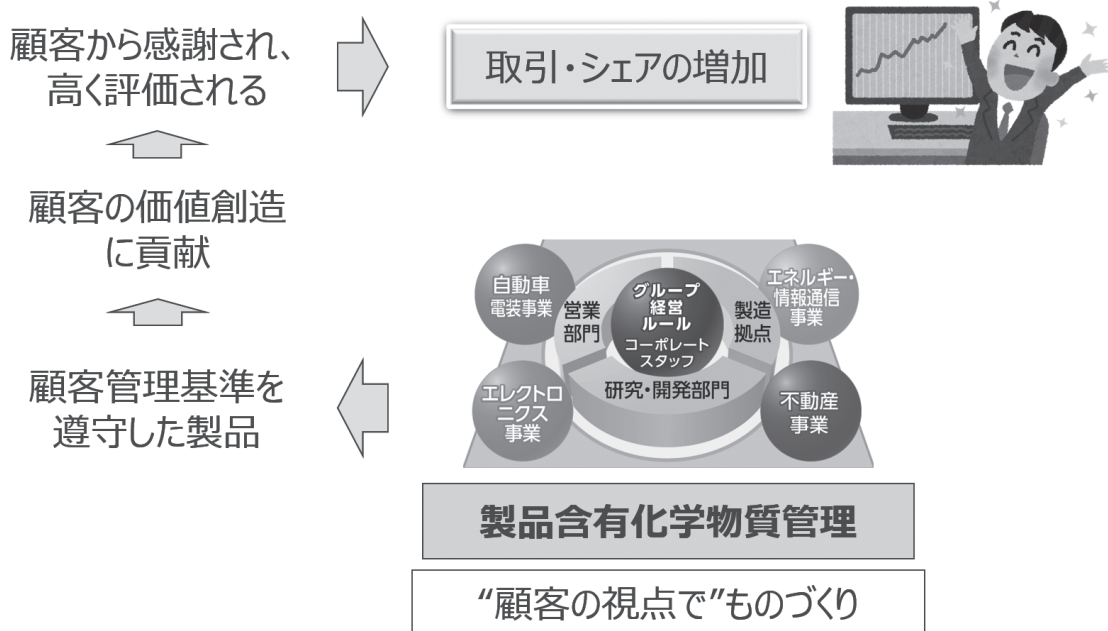 顧客から感謝され、
高く評価される
取引・シェアの増加
顧客の価値創造
に貢献
顧客管理基準を
遵守した製品
自動車
電装事業
営業
部門
グループ
経営
ルール
コーポレート
スタッフ
製造
拠点
エネルギー・
情報通信
事業
エレクトロ
ニクス
事業
研究・開発部門
不動産
事業
製品含有化学物質管理
“顧客の視点で”ものづくり